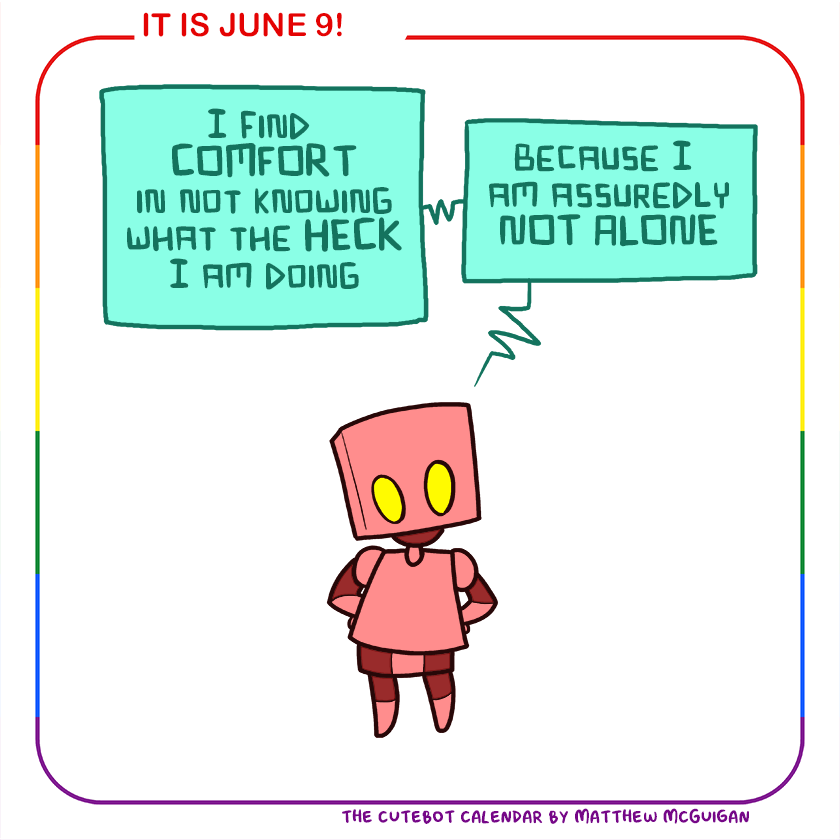 IT IS JUNE 9!
I FIND
COMFORT
IN NOT KNOWING
WHAT THE HECK
I AM DOING
BECAUSE I
AM ASSUREDLY
NOT ALONE
THE CUTEBOT CALENDAR BY MATTHEW MCGUIGAN